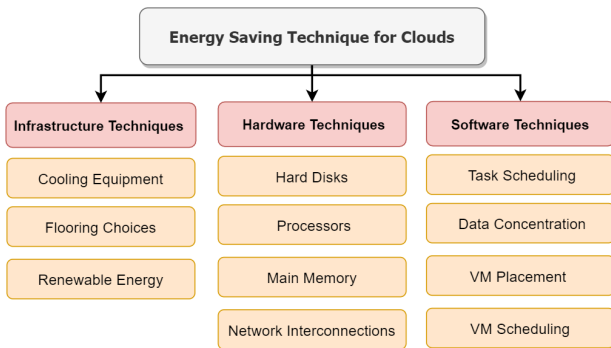 Energy Saving Technique for Clouds
Infrastructure Techniques
Cooling Equipment
Flooring Choices
Renewable Energy
Hardware Techniques
Hard Disks
Processors
Main Memory
Network Interconnections
Software Techniques
Task Scheduling
Data Concentration
VM Placement
VM Scheduling